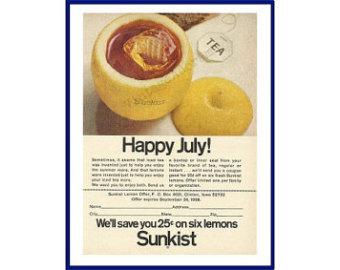 Sunkist
TEA
Happy July!
Sometimes, it seems that iced tea
was invented just to help you enjoy
the summer more. And that lemons
were invented just to help you enjoy
your iced tea more.
We want you to enjoy both. Send us
a boxtop or inner seal from your
favorite brand of tea, regular or
instant we'll send you a coupon
good for 25¢ off on six fresh Sunkist
lemons. Offer limited one per family
or organization.
Sunkist Lemon Offer, P. O. Box Clinton, Iowa 52732
Offer expires September 30,
Name
Address
City State Zip
We'll save you 25¢ on six lemons
Sunkist